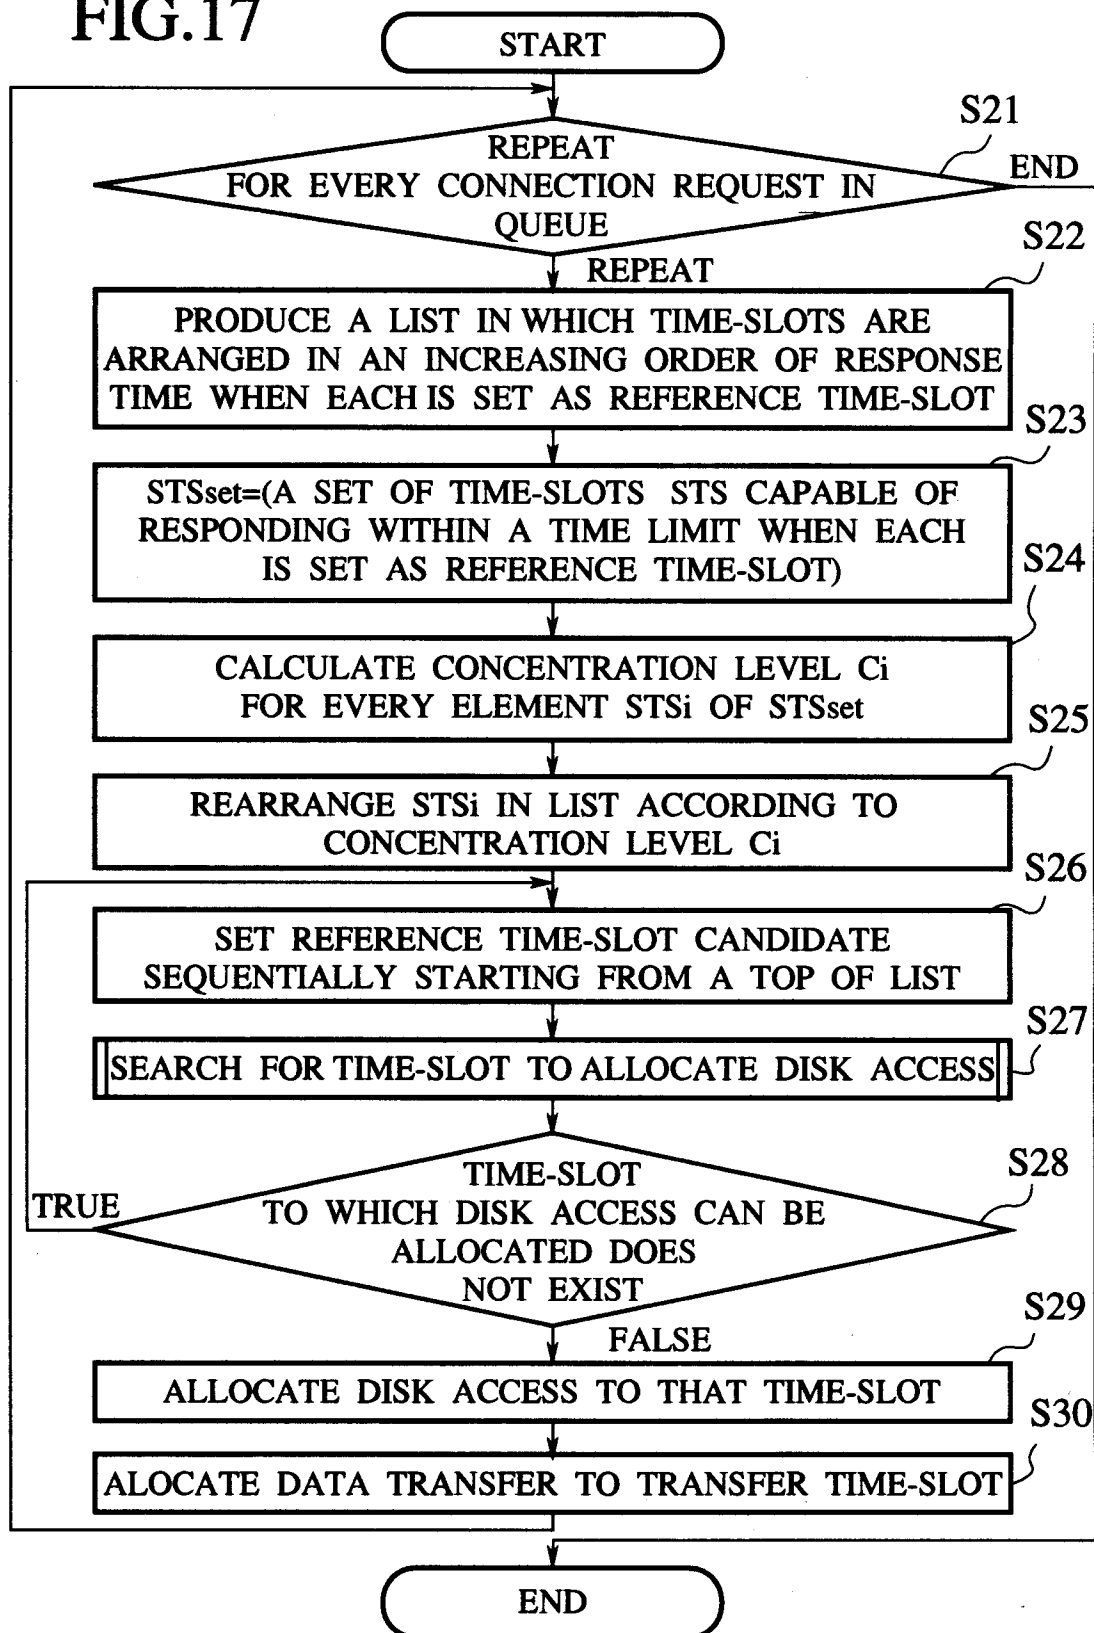 FIG.17
START
S21
REPEAT
FOR EVERY CONNECTION REQUEST IN
QUEUE
END
REPEAT
S22
PRODUCE A LIST IN WHICH TIME-SLOTS ARE
ARRANGED IN AN INCREASING ORDER OF RESPONSE
TIME WHEN EACH IS SET AS REFERENCE TIME-SLOT
S23
STSset=(A SET OF TIME-SLOTS STS CAPABLE OF
RESPONDING WITHIN A TIME LIMIT WHEN EACH
IS SET AS REFERENCE TIME-SLOT)
S24
CALCULATE CONCENTRATION LEVEL Ci
FOR EVERY ELEMENT STSi OF STSset
S25
REARRANGE STSi IN LIST ACCORDING TO
CONCENTRATION LEVEL Ci
S26
SET REFERENCE TIME-SLOT CANDIDATE
SEQUENTIALLY STARTING FROM A TOP OF LIST
S27
SEARCH FOR TIME-SLOT TO ALLOCATE DISK ACCESS
S28
TIME-SLOT
TO WHICH DISK ACCESS CAN BE
ALLOCATED DOES
NOT EXIST
TRUE
FALSE
S29
ALLOCATE DISK ACCESS TO THAT TIME-SLOT
S30
ALOCATE DATA TRANSFER TO TRANSFER TIME-SLOT
END